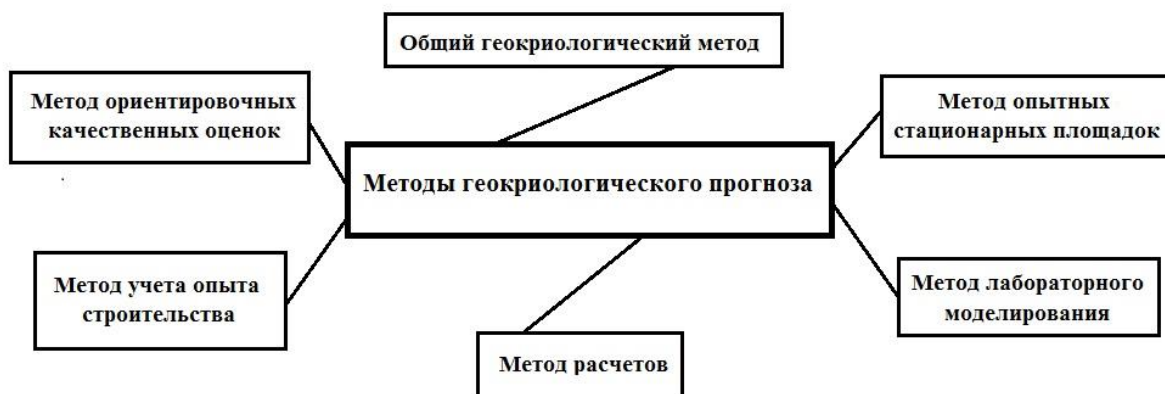 Общий геокриологический метод
Метод ориентировочных
качественных оценок
Метод опытных
стационарных площадок
Методы геокриологического прогноза
Метод учета опыта
строительства
Метод лабораторного
моделирования
Метод расчетов